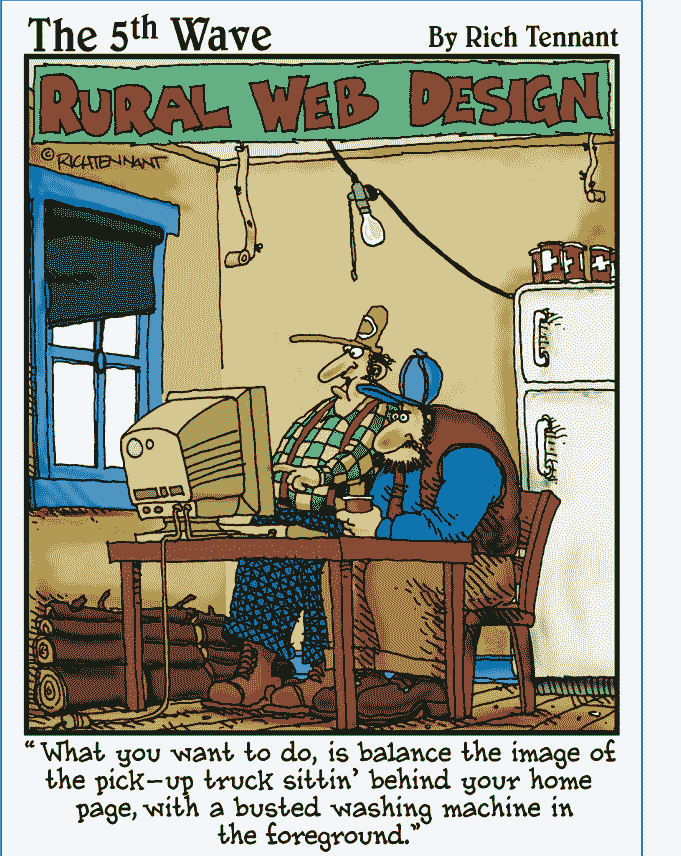 The 5th Wave
By Rich Tennant
RURAL WEB DESIGN
© RICHTENNANT
“What you want to do, is balance the image of
the pick-up truck sittin' behind your home
page, with a busted washing machine in
the foreground.”